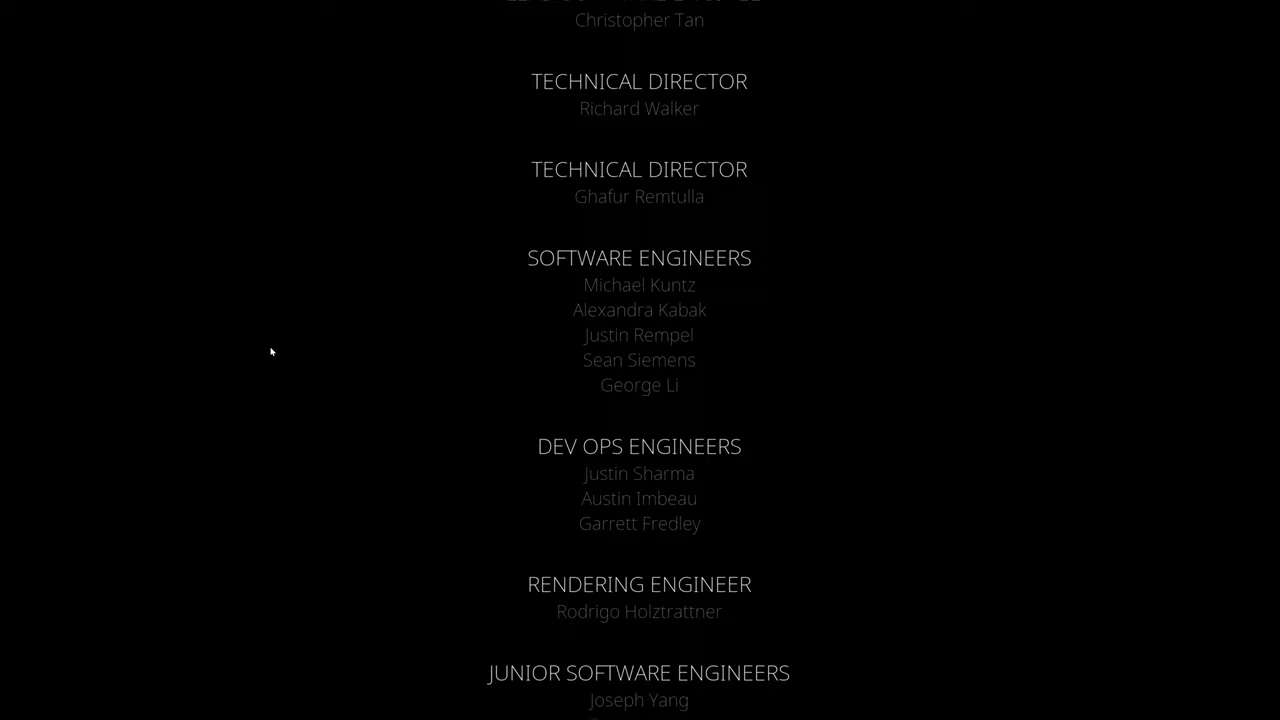 Christopher Tan
TECHNICAL DIRECTOR
Richard Walker
TECHNICAL DIRECTOR
Ghafur Remtulla
SOFTWARE ENGINEERS
Michael Kuntz
Alexandra Kabak
Justin Rempel
Sean Siemens
George Li
DEV OPS ENGINEERS
Justin Sharma
Austin Imbeau
Garrett Fredley
RENDERING ENGINEER
Rodrigo Holztrattner
JUNIOR SOFTWARE ENGINEERS
Joseph Yang